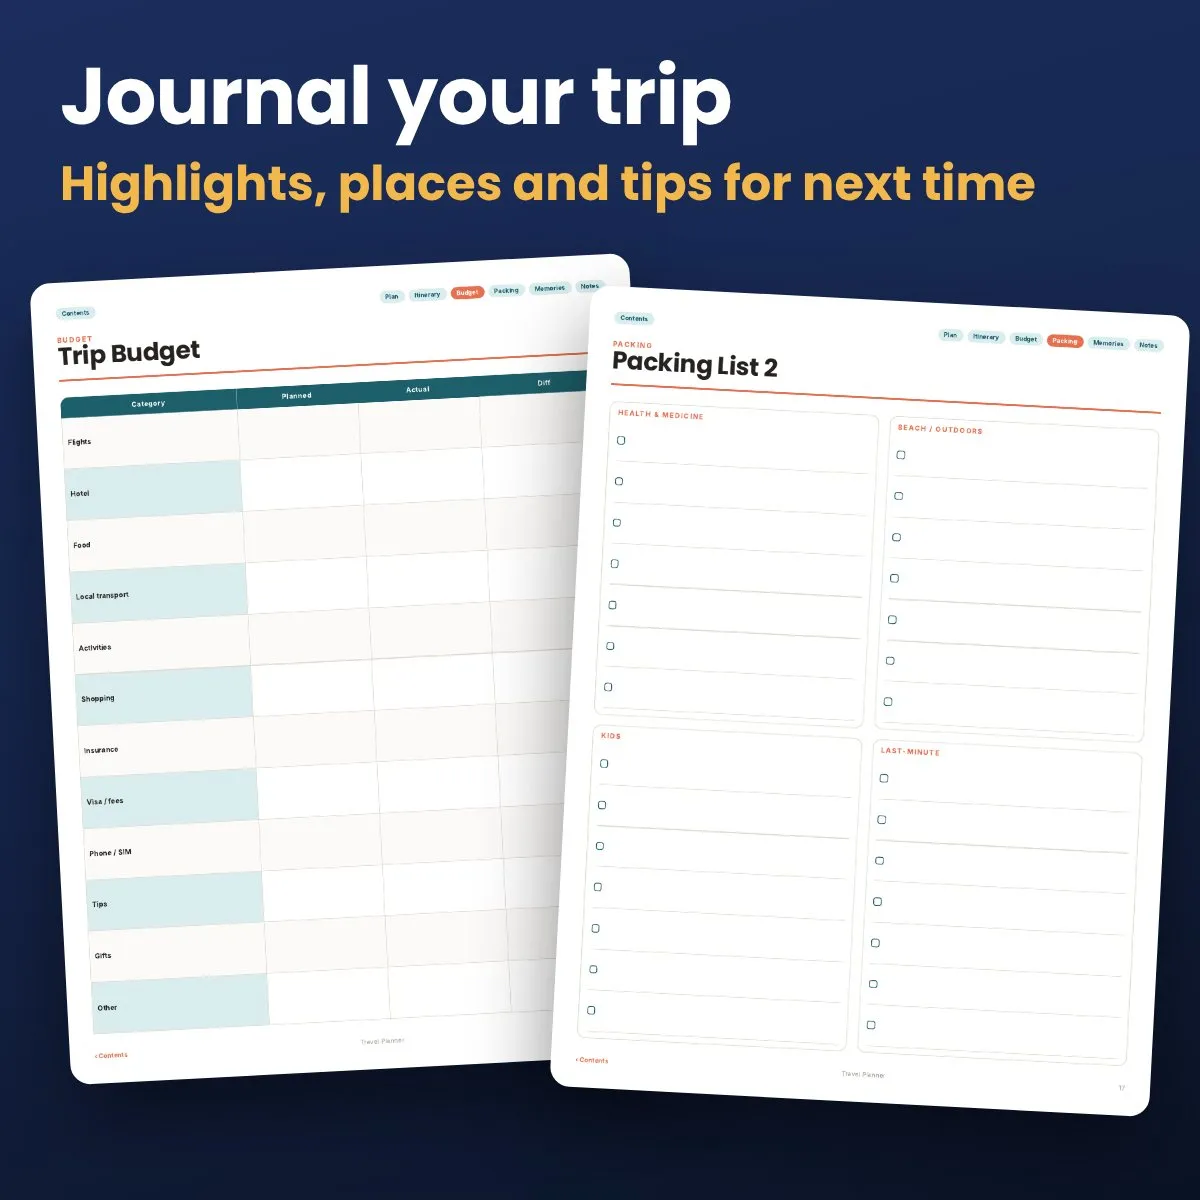 Journal your trip
Highlights, places and tips for next time
Contents
Plan Itinerary Budget Packing Memories Notes
BUDGET
Trip Budget
Category Planned Actual Diff
Flights
Hotel
Food
Local transport
Activities
Shopping
Insurance
Visa / fees
Phone / SIM
Tips
Gifts
Other
‹ Contents
Travel Planner
Contents
Plan Itinerary Budget Packing Memories Notes
PACKING
Packing List 2
HEALTH & MEDICINE
BEACH / OUTDOORS
KIDS
LAST-MINUTE
‹ Contents
Travel Planner
17